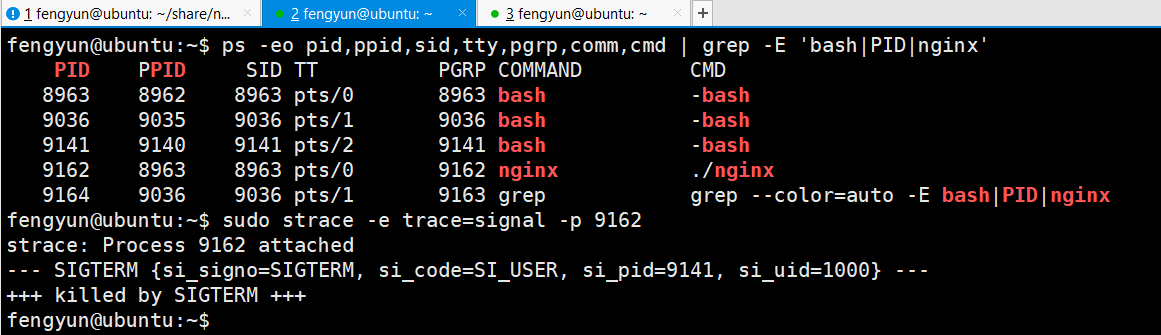 1 fengyun@ubuntu: ~/share/n...
2 fengyun@ubuntu: ~
3 fengyun@ubuntu: ~
fengyun@ubuntu:~$ ps -eo pid,ppid,sid,tty,pgrp,comm,cmd | grep -E 'bash|PID|nginx'
PID PPID SID TT PGRP COMMAND CMD
8963 8962 8963 pts/0 8963 bash -bash
9036 9035 9036 pts/1 9036 bash -bash
9141 9140 9141 pts/2 9141 bash -bash
9162 8963 8963 pts/0 9162 nginx ./nginx
9164 9036 9036 pts/1 9163 grep grep --color=auto -E bash|PID|nginx
fengyun@ubuntu:~$ sudo strace -e trace=signal -p 9162
strace: Process 9162 attached
--- SIGTERM {si_signo=SIGTERM, si_code=SI_USER, si_pid=9141, si_uid=1000} ---
+++ killed by SIGTERM +++
fengyun@ubuntu:~$